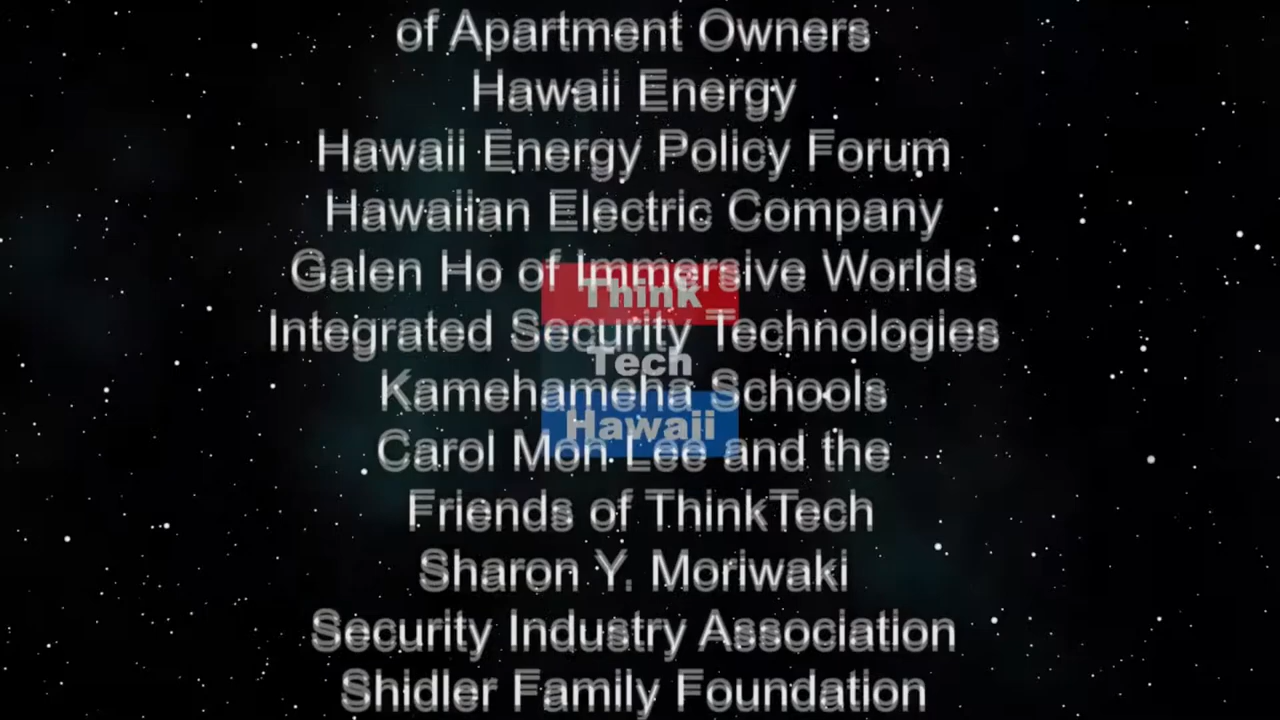 of Apartment Owners
Hawaii Energy
Hawaii Energy Policy Forum
Hawaiian Electric Company
Galen Ho of Immersive Worlds
Think
Integrated Security Technologies
Tech
Kamehameha Schools
Hawaii
Carol Mon Lee and the
Friends of ThinkTech
Sharon Y. Moriwaki
Security Industry Association
Shidler Family Foundation